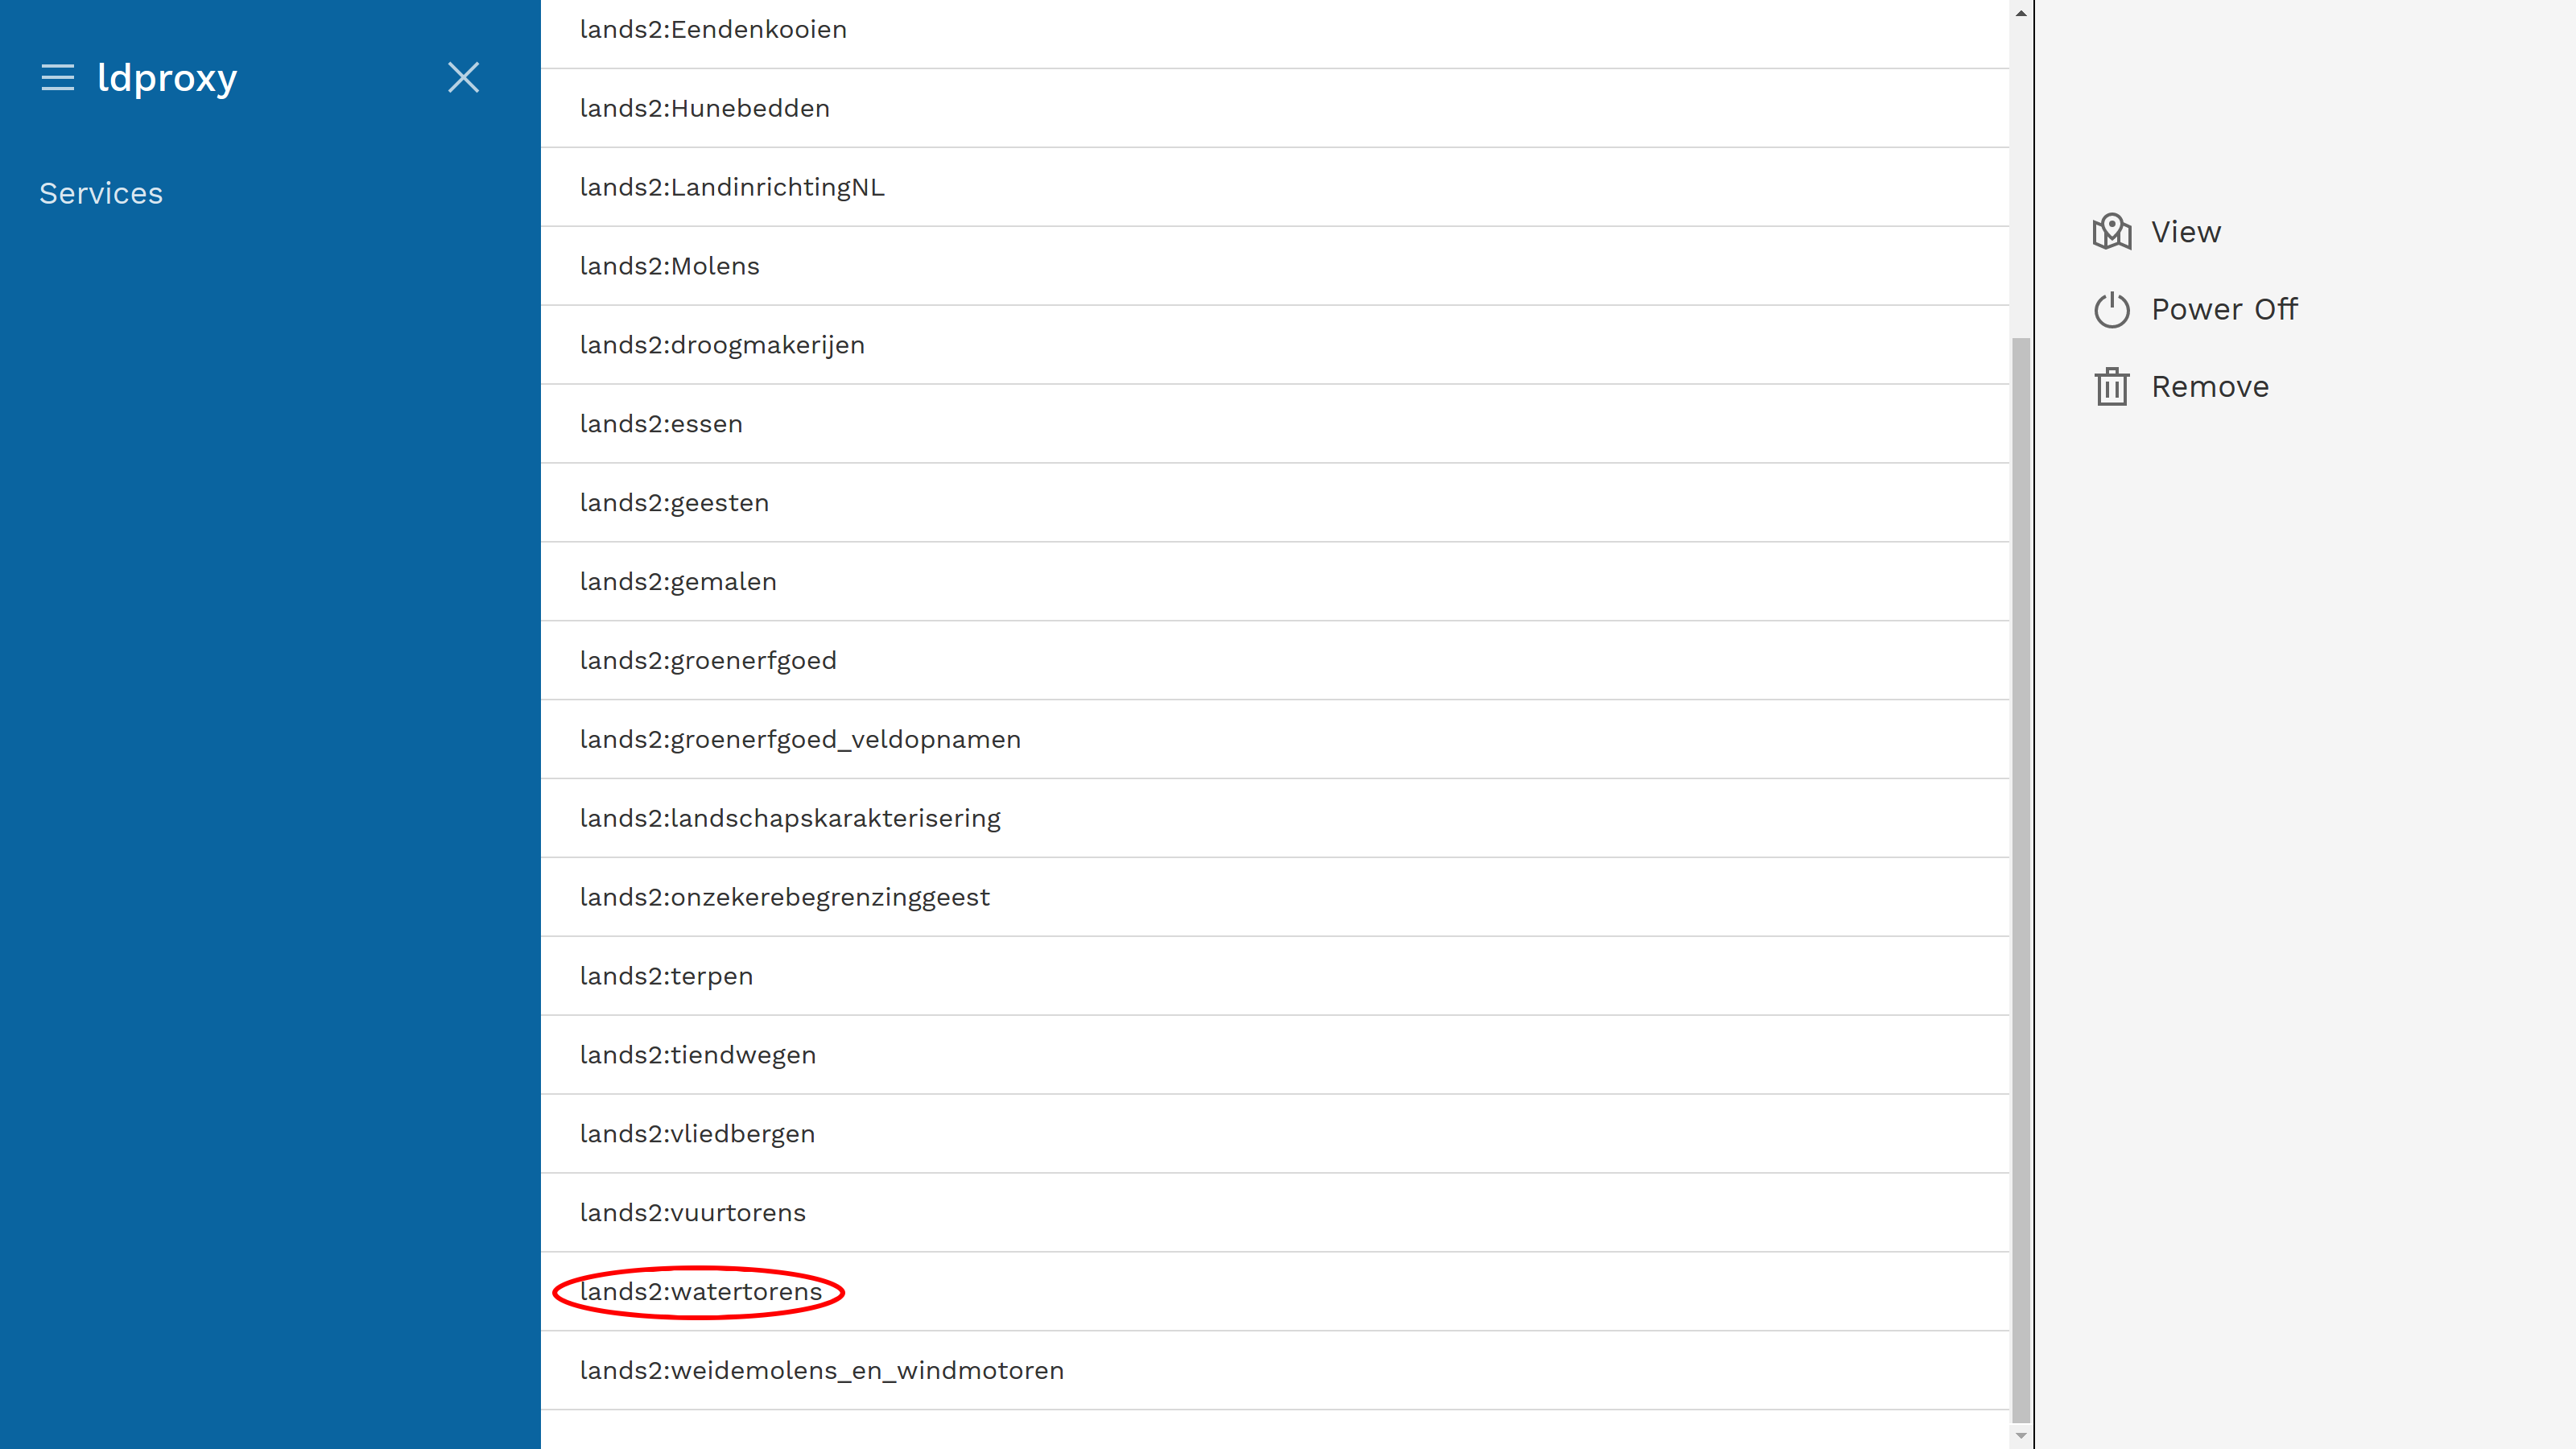 ldproxy
Services
lands2:Eendenkooien
lands2:Hunebedden
lands2:LandinrichtingNL
lands2:Molens
lands2:droogmakerijen
lands2:essen
lands2:geesten
lands2:gemalen
lands2:groenerfgoed
lands2:groenerfgoed_veldopnamen
lands2:landschapskarakterisering
lands2:onzekerebegrenzinggeest
lands2:terpen
lands2:tiendwegen
lands2:vliedbergen
lands2:vuurtorens
lands2:watertorens
lands2:weidemolens_en_windmotoren
View
Power Off
Remove